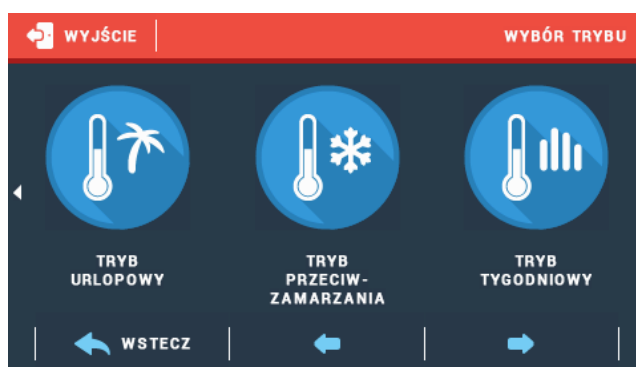 WYJŚCIE
WYBÓR TRYBU
TRYB
URLOPOWY
TRYB
PRZECIW-
ZAMARZANIA
TRYB
TYGODNIOWY
WSTECZ